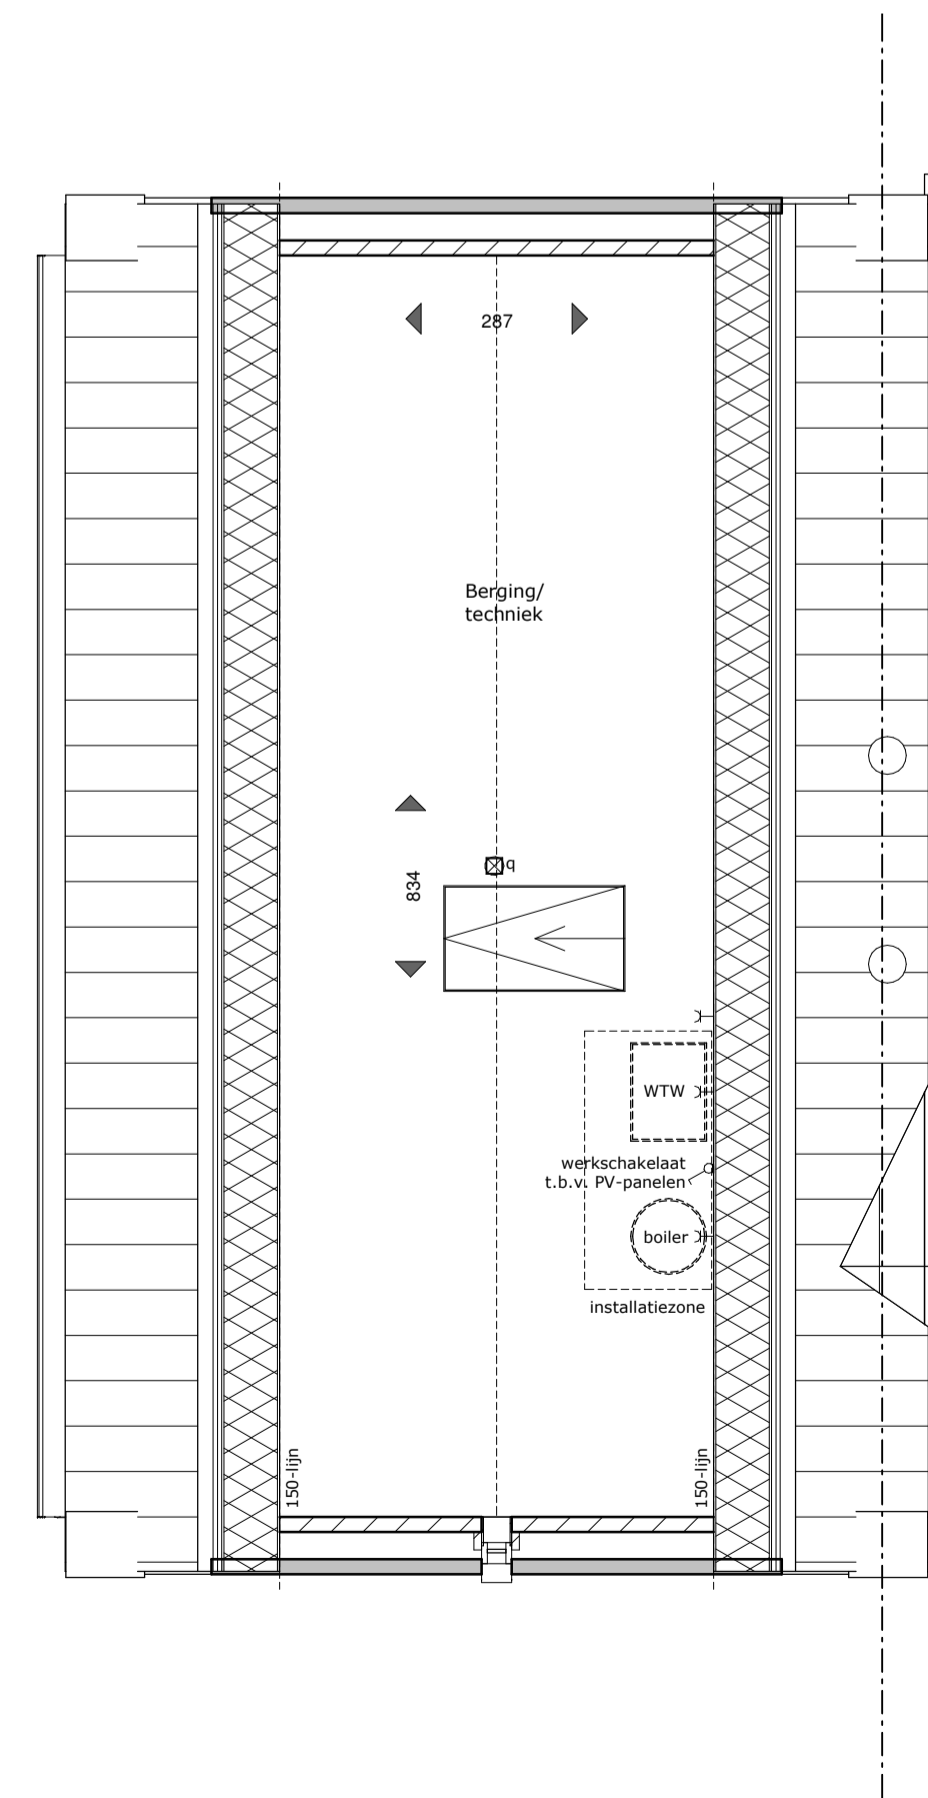 287
Berging/
techniek
834
q
WTW
werkschakelaat
t.b.v. PV-panelen
boiler
installatiezone
150-lijn
150-lijn